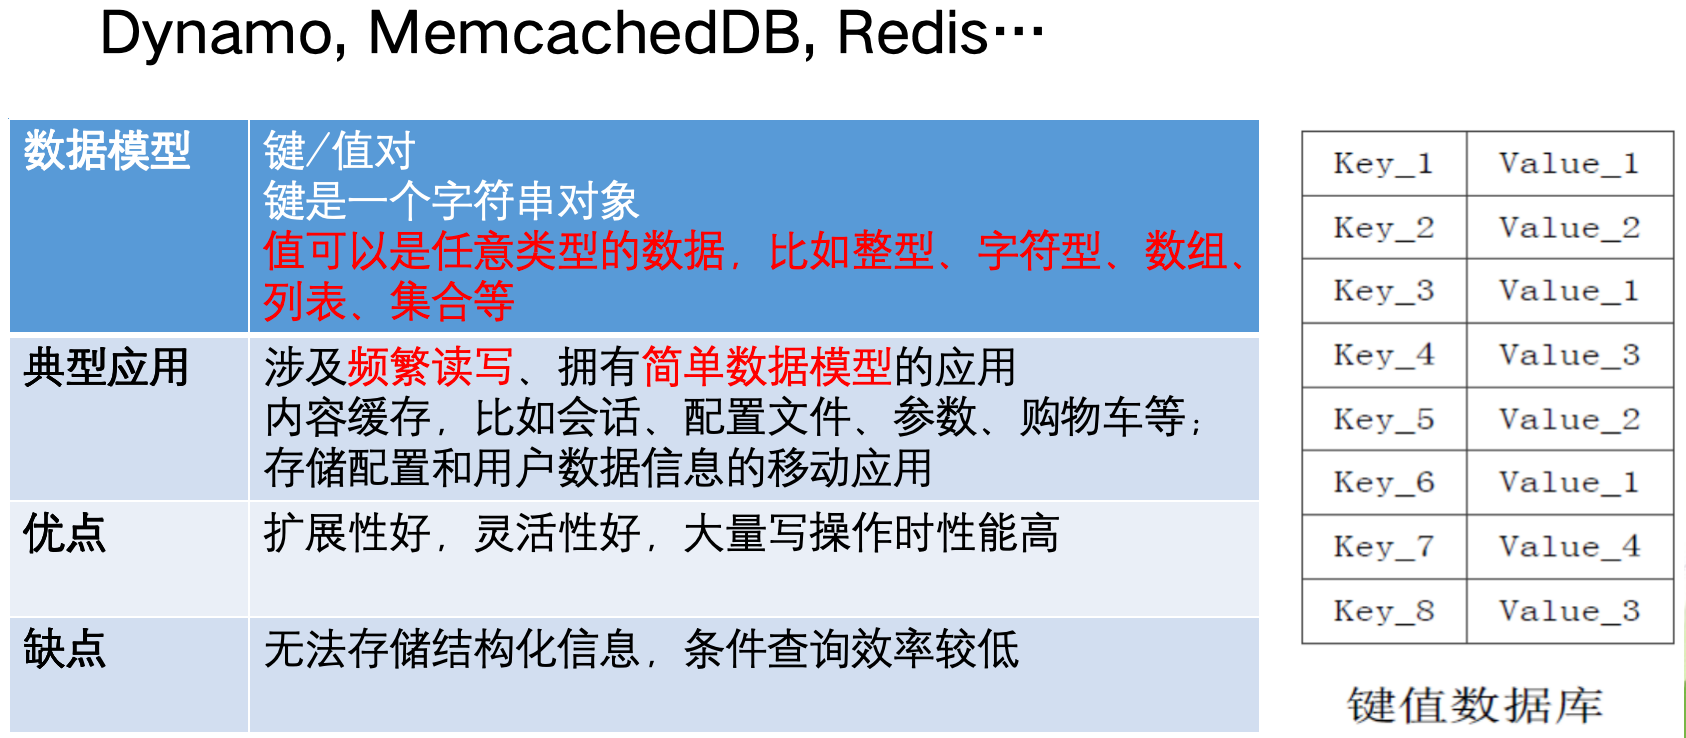 Dynamo, MemcachedDB, Redis…
数据模型
键/值对
键是一个字符串对象
值可以是任意类型的数据，比如整型、字符型、数组、
列表、集合等
典型应用
涉及频繁读写、拥有简单数据模型的应用
内容缓存，比如会话、配置文件、参数、购物车等；
存储配置和用户数据信息的移动应用
优点
扩展性好，灵活性好，大量写操作时性能高
缺点
无法存储结构化信息，条件查询效率较低
Key_1 Value_1
Key_2 Value_2
Key_3 Value_1
Key_4 Value_3
Key_5 Value_2
Key_6 Value_1
Key_7 Value_4
Key_8 Value_3
键值数据库